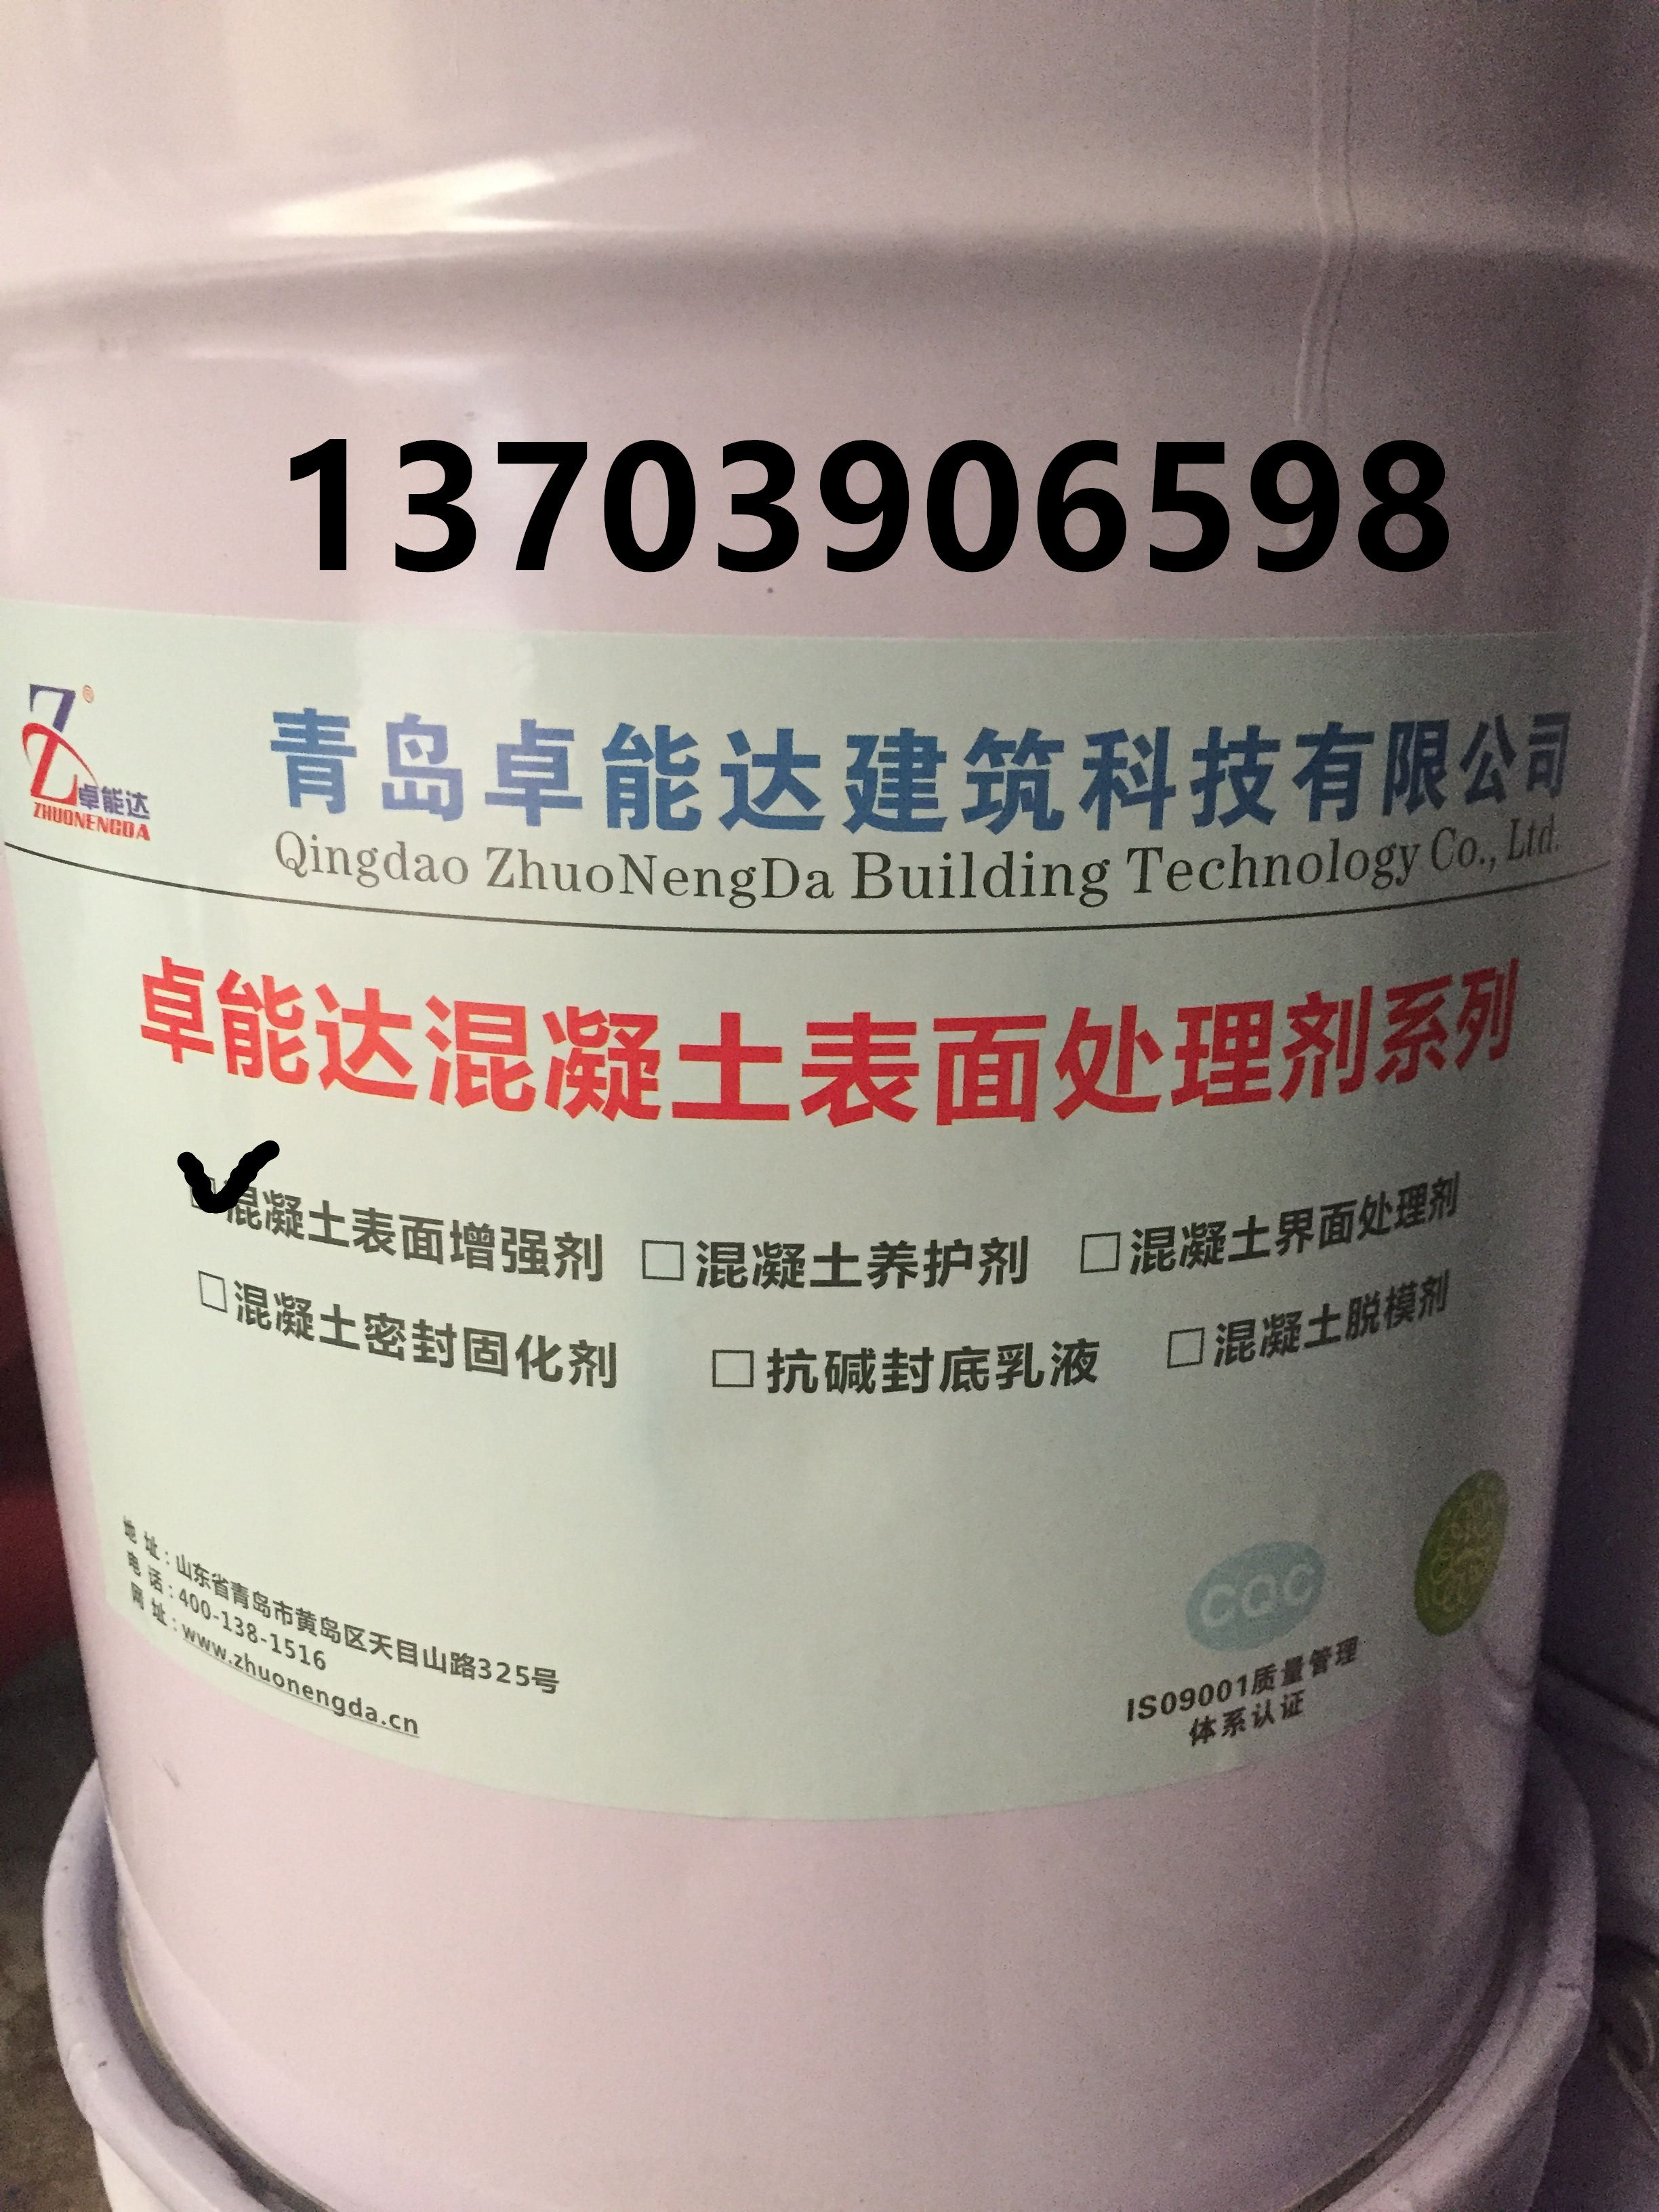 13703906598
Z®
卓能达
ZHUONENGDA
青岛卓能达建筑科技有限公司
Qingdao ZhuoNengDa Building Technology Co., Ltd.
卓能达混凝土表面处理剂系列
☑混凝土表面增强剂 □混凝土养护剂 □混凝土界面处理剂
□混凝土密封固化剂 □抗碱封底乳液 □混凝土脱模剂
地 址：山东省青岛市黄岛区天目山路325号
电 话：400-138-1516
网 址：www.zhuonengda.cn
CQC
ISO9001质量管理
体系认证